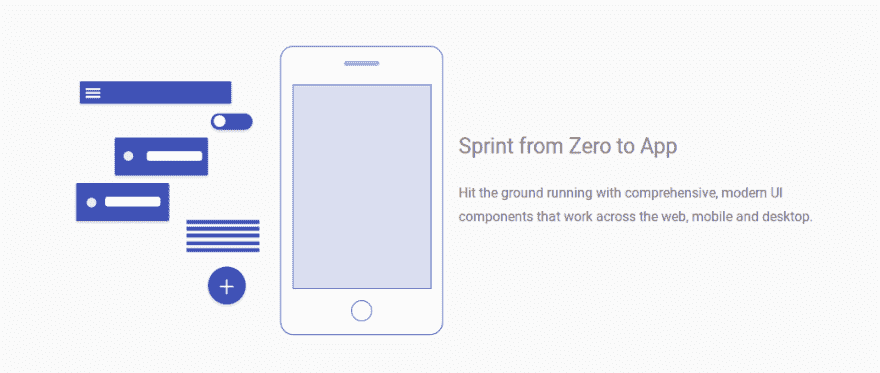 Sprint from Zero to App
Hit the ground running with comprehensive, modern UI
components that work across the web, mobile and desktop.